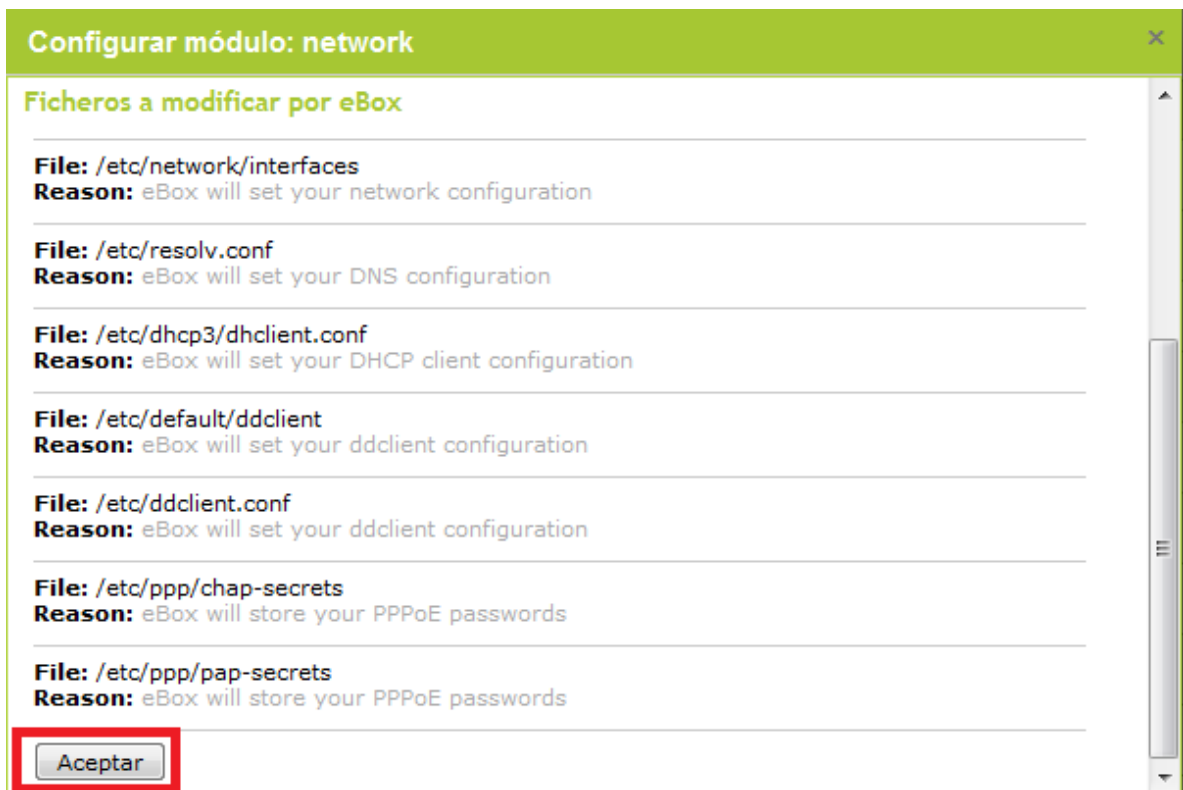 Configurar módulo: network
Ficheros a modificar por eBox
File: /etc/network/interfaces
Reason: eBox will set your network configuration
File: /etc/resolv.conf
Reason: eBox will set your DNS configuration
File: /etc/dhcp3/dhclient.conf
Reason: eBox will set your DHCP client configuration
File: /etc/default/ddclient
Reason: eBox will set your ddclient configuration
File: /etc/ddclient.conf
Reason: eBox will set your ddclient configuration
File: /etc/ppp/chap-secrets
Reason: eBox will store your PPPoE passwords
File: /etc/ppp/pap-secrets
Reason: eBox will store your PPPoE passwords
Aceptar